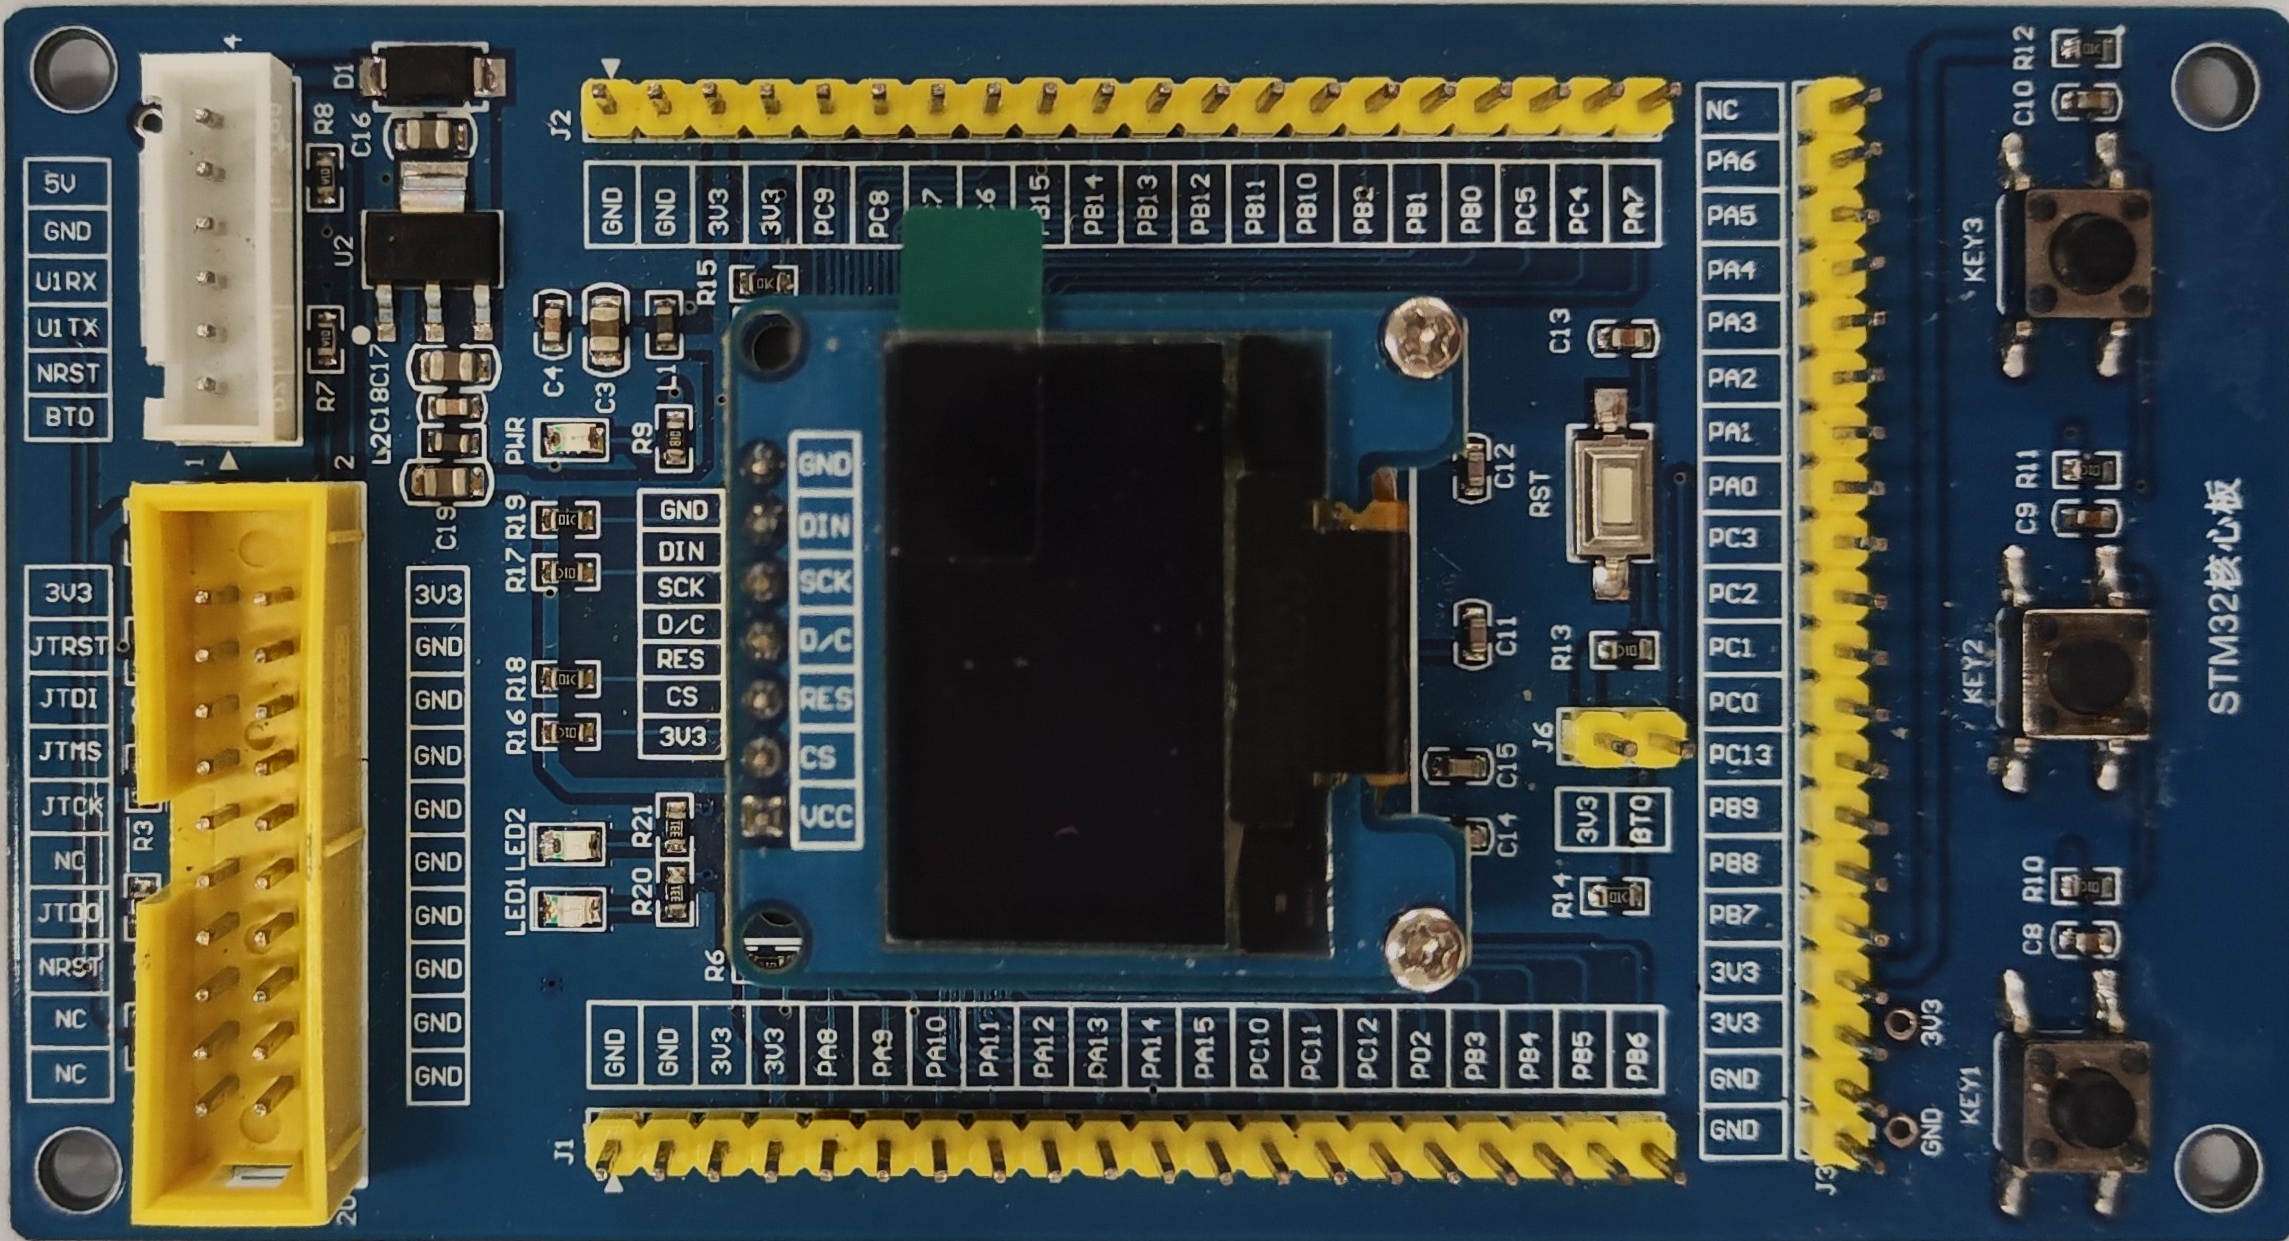 4
D1
C16
R8
U2
5V
GND
U1RX
U1TX
NRST
BT0
R7
L2C18C17
1
2
C19
3V3
JTRST
JTDI
JTMS
JTCK
NC
JTDO
NRST
NC
NC
R3
20
3V3
GND
GND
GND
GND
GND
GND
GND
GND
GND
J2
GND
GND
3V3
3V3
PC9
PC8
PB14
PB13
PB12
PB11
PB10
PB2
PB1
PB0
PC5
PC4
PA7
R15
C4
C3
L1
PWR
R9
R19
R17
R18
R16
GND
DIN
SCK
D/C
RES
CS
3V3
GND
DIN
SCK
D/C
RES
CS
VCC
LED2
R21
LED1
R20
R6
C12
C11
C15
C14
C13
RST
R13
J6
3V3
BT0
R14
GND
GND
3V3
3V3
PA8
PA9
PA10
PA11
PA12
PA13
PA14
PA15
PC10
PC11
PC12
PD2
PB3
PB4
PB5
PB6
J1
NC
PA6
PA5
PA4
PA3
PA2
PA1
PA0
PC3
PC2
PC1
PC0
PC13
PB9
PB8
PB7
3V3
3V3
GND
GND
J3
3V3
GND
R12
C10
KEY3
R11
C9
KEY2
R10
C8
KEY1
STM32核心板